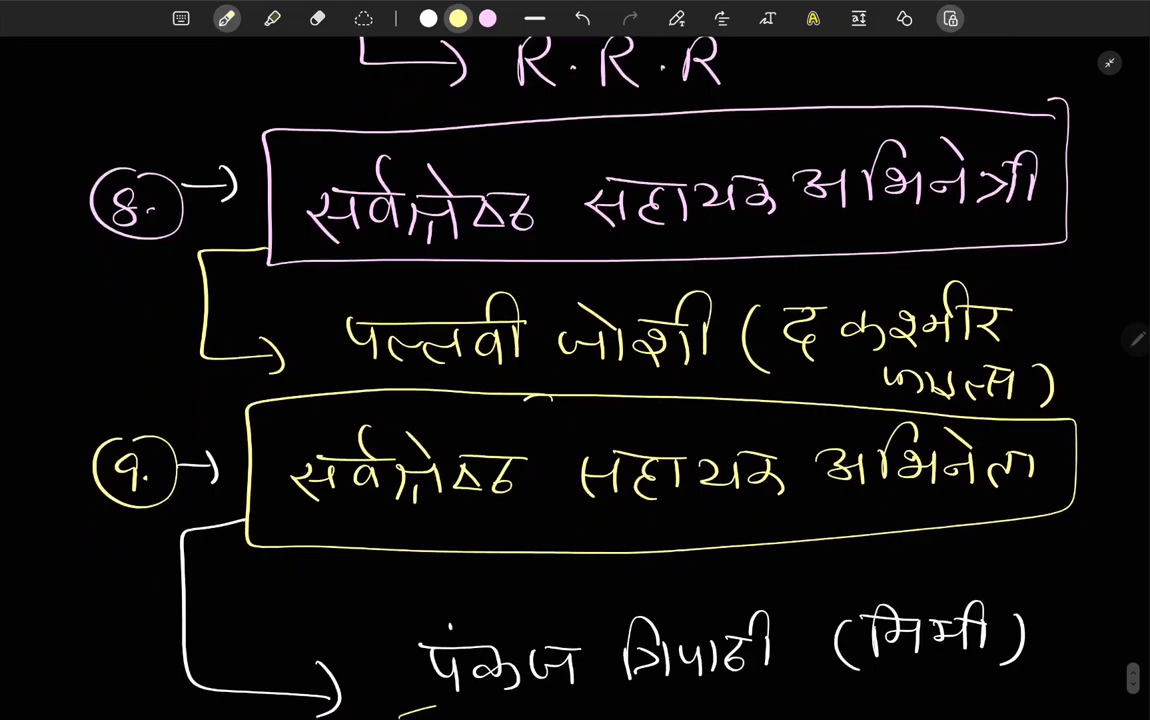 R. R. R
8. सर्वश्रेष्ठ सहायक अभिनेत्री
पल्लवी जोशी (द कश्मीर
फाइल्स)
9. सर्वश्रेष्ठ सहायक अभिनेता
पंकज त्रिपाठी (मिमी)